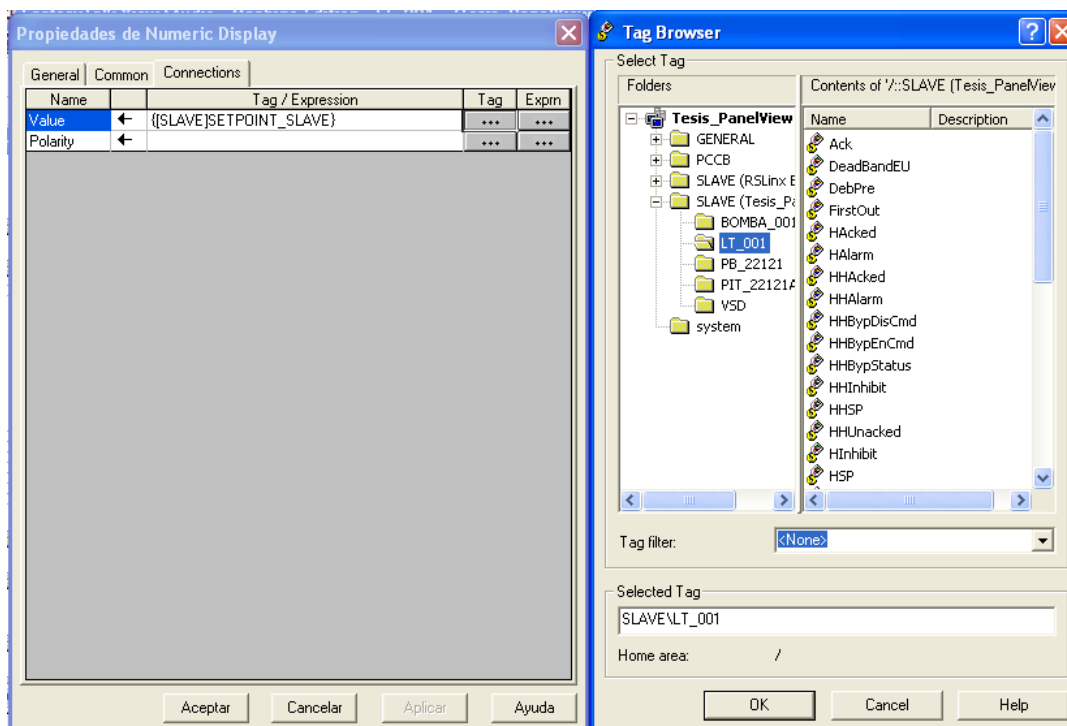 Propiedades de Numeric Display
General
Common
Connections
Name
Tag / Expression
Tag
Exprn
Value
{[SLAVE]SETPOINT_SLAVE}
...
...
Polarity
...
...
Aceptar
Cancelar
Aplicar
Ayuda
Tag Browser
Select Tag
Folders
Tesis_PanelView
GENERAL
PCCB
SLAVE (RSLinx E
SLAVE (Tesis_Pa
BOMBA_001
LT_001
PB_22121
PIT_22121A
VSD
system
Contents of '/::SLAVE (Tesis_PanelView
Name
Description
Ack
DeadBandEU
DebPre
FirstOut
HAcked
HAlarm
HHAcked
HHAlarm
HHBypDisCmd
HHBypEnCmd
HHBypStatus
HHInhibit
HHSP
HHUnacked
HInhibit
HSP
Tag filter:
<None>
Selected Tag
SLAVE\LT_001
Home area:
/
OK
Cancel
Help